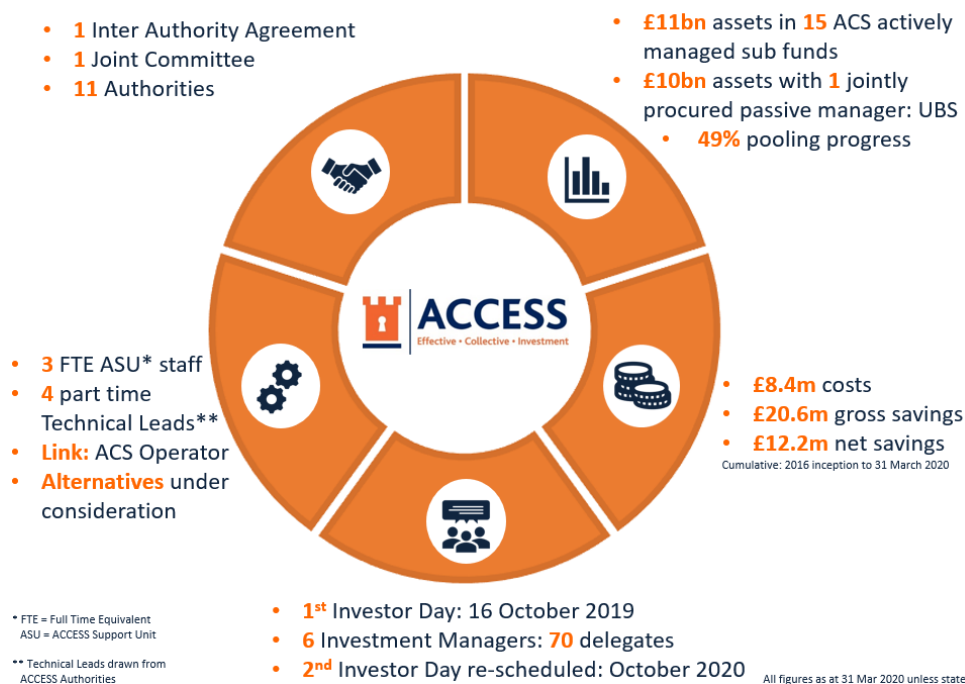 • 1 Inter Authority Agreement
• 1 Joint Committee
• 11 Authorities
• £11bn assets in 15 ACS actively
managed sub funds
• £10bn assets with 1 jointly
procured passive manager: UBS
• 49% pooling progress
ACCESS
Effective • Collective • Investment
• 3 FTE ASU* staff
• 4 part time
Technical Leads**
• Link: ACS Operator
• Alternatives under
consideration
• £8.4m costs
• £20.6m gross savings
• £12.2m net savings
Cumulative: 2016 inception to 31 March 2020
• 1st Investor Day: 16 October 2019
• 6 Investment Managers: 70 delegates
• 2nd Investor Day re-scheduled: October 2020
* FTE = Full Time Equivalent
ASU = ACCESS Support Unit
** Technical Leads drawn from
ACCESS Authorities
All figures as at 31 Mar 2020 unless state